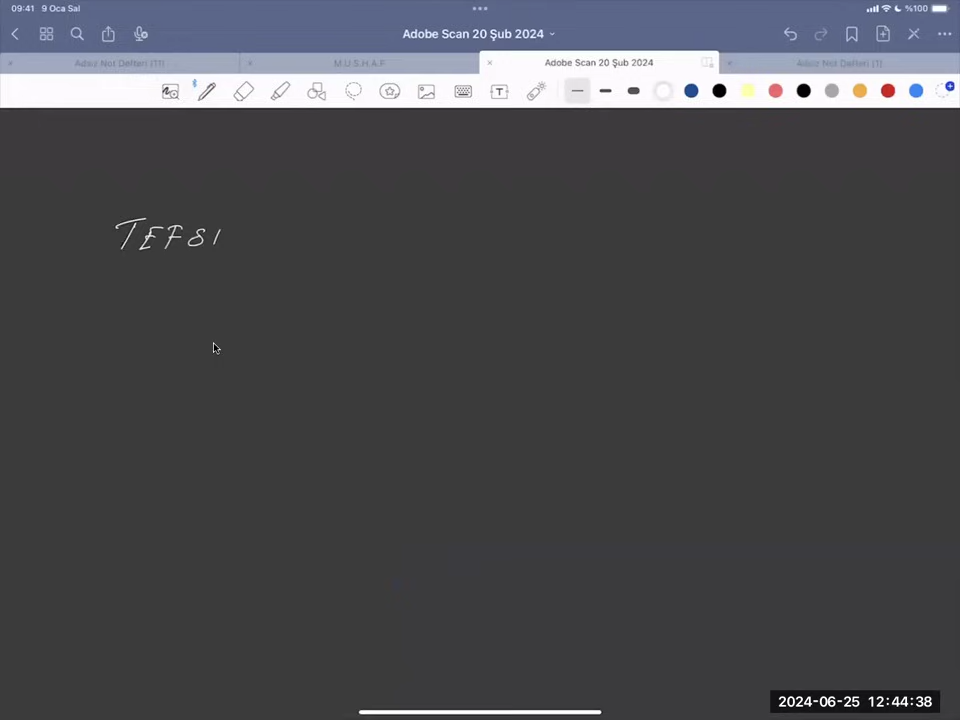 09:41 9 Oca Sal %100
Adobe Scan 20 Şub 2024
Adsız Not Defteri (11) M.U.S.H.A.F Adobe Scan 20 Şub 2024 Adsız Not Defteri (1)
T
TEFSI
2024-06-25 12:44:38